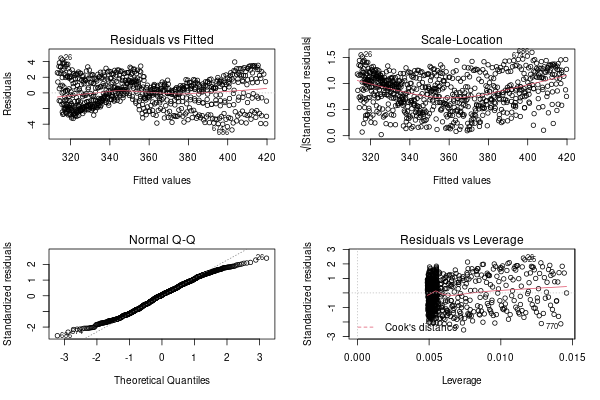 Residuals vs Fitted
Residuals
4
2
0
-4
26
320 340 360 380 400 420
Fitted values
Scale-Location
√|Standardized residuals|
1.5
1.0
0.5
0.0
26
320 340 360 380 400 420
Fitted values
Normal Q-Q
Standardized residuals
2
1
0
-2
26
-3 -2 -1 0 1 2 3
Theoretical Quantiles
Residuals vs Leverage
Standardized residuals
3
2
1
-1
-3
Cook's distance
770
0.000 0.005 0.010 0.015
Leverage